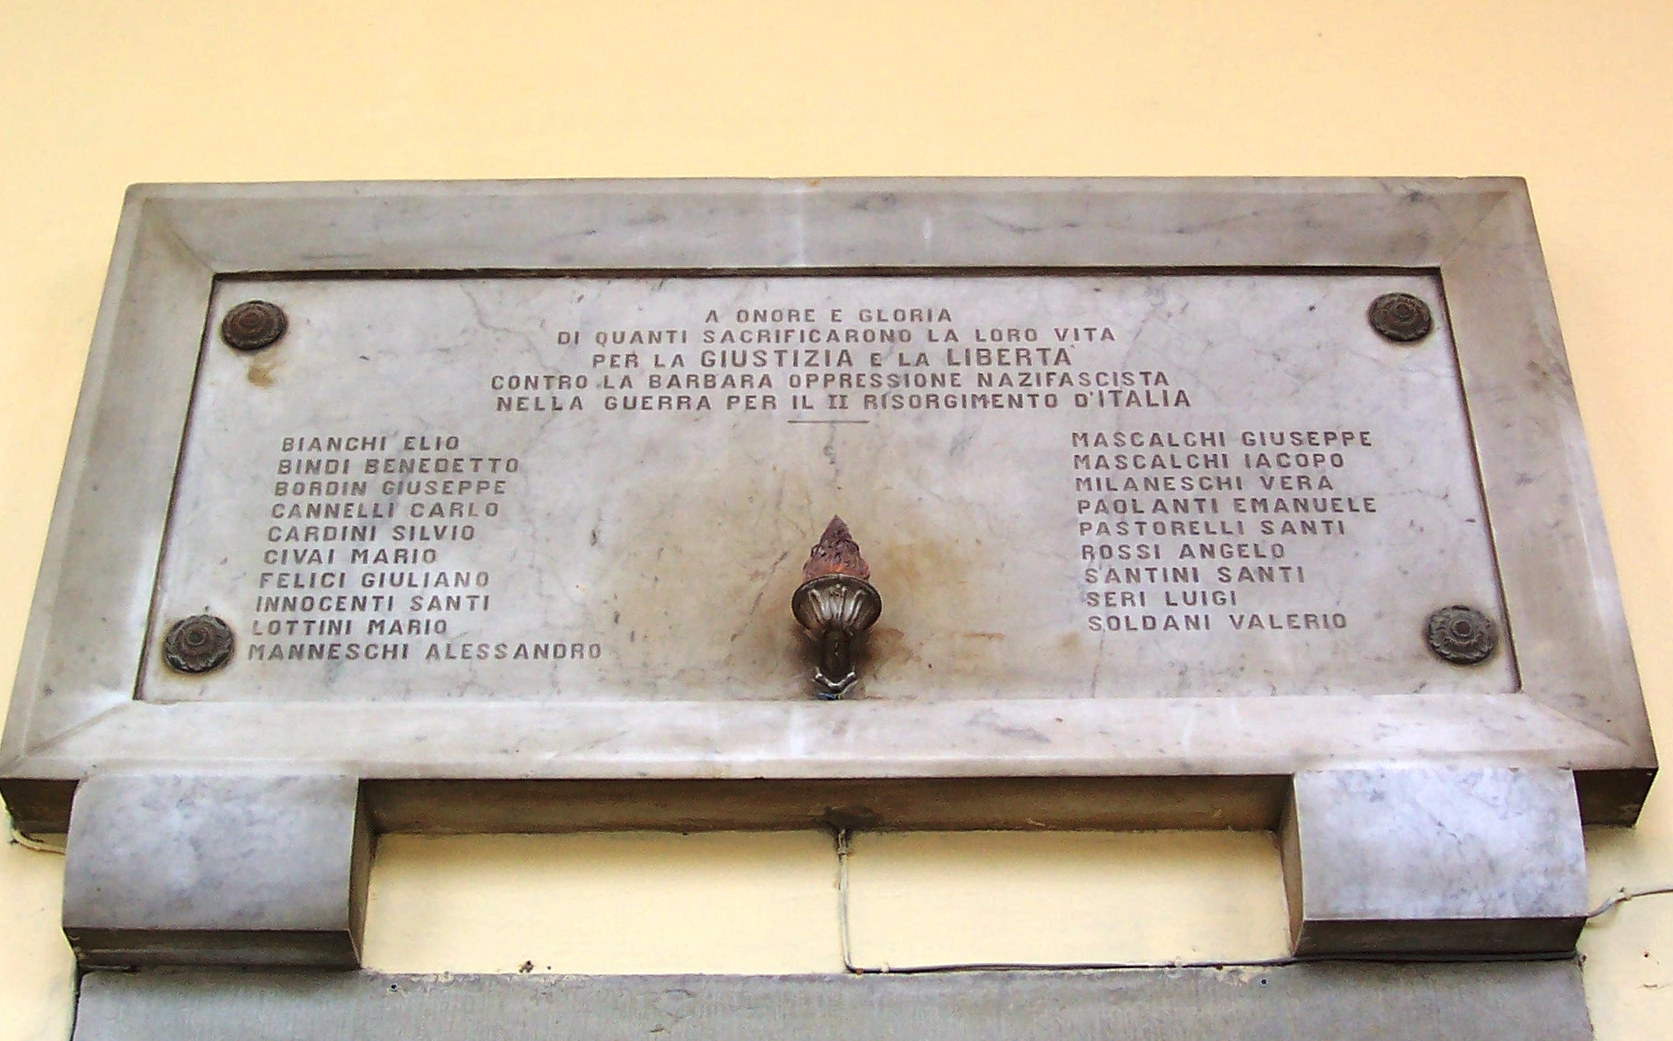 A ONORE E GLORIA
DI QUANTI SACRIFICARONO LA LORO VITA
PER LA GIUSTIZIA E LA LIBERTA'
CONTRO LA BARBARA OPPRESSIONE NAZIFASCISTA
NELLA GUERRA PER IL II RISORGIMENTO D'ITALIA
BIANCHI ELIO
BINDI BENEDETTO
BORDIN GIUSEPPE
CANNELLI CARLO
CARDINI SILVIO
CIVAI MARIO
FELICI GIULIANO
INNOCENTI SANTI
LOTTINI MARIO
MANNESCHI ALESSANDRO
MASCALCHI GIUSEPPE
MASCALCHI IACOPO
MILANESCHI VERA
PAOLANTI EMANUELE
PASTORELLI SANTI
ROSSI ANGELO
SANTINI SANTI
SERI LUIGI
SOLDANI VALERIO